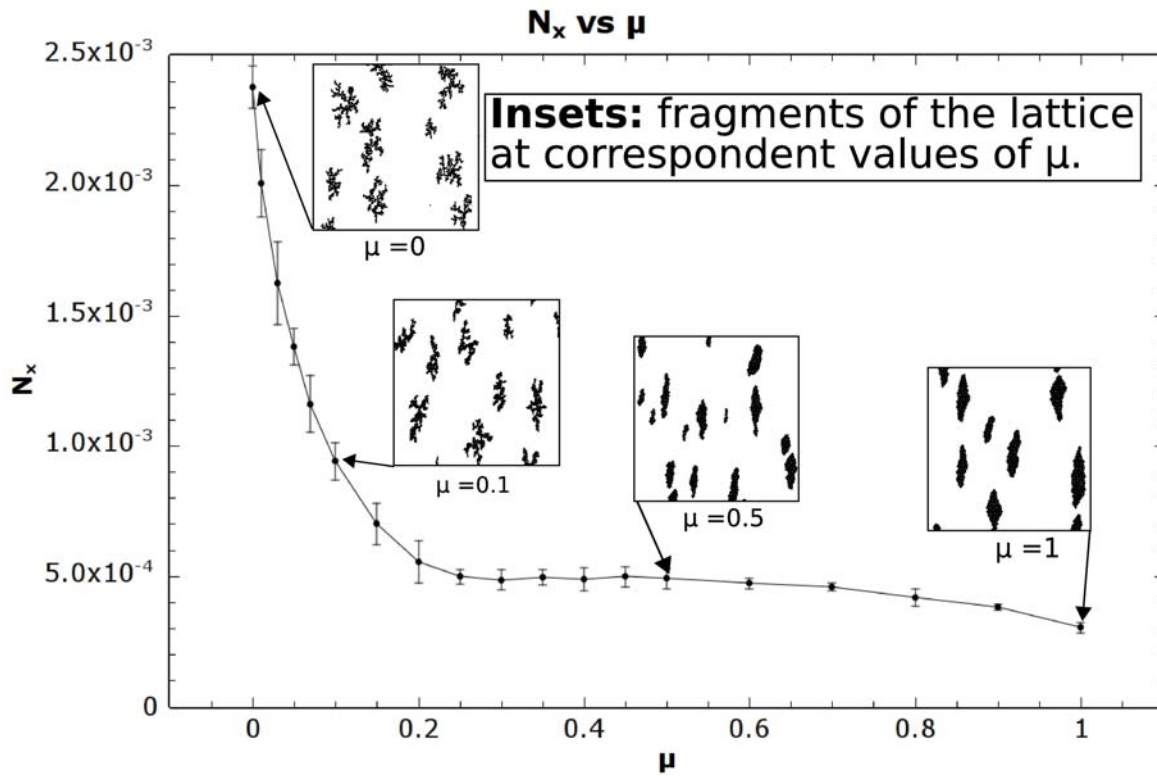 Nₓ vs μ
2.5x10⁻³
2.0x10⁻³
1.5x10⁻³
1.0x10⁻³
5.0x10⁻⁴
0
Nₓ
Insets: fragments of the lattice
at correspondent values of μ.
μ =0
μ =0.1
μ =0.5
μ =1
0 0.2 0.4 0.6 0.8 1
μ